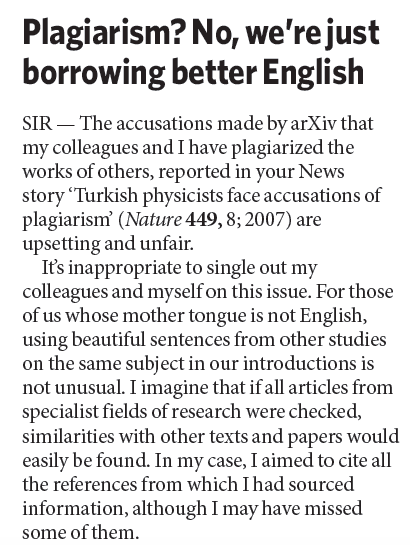 Plagiarism? No, we're just
borrowing better English
SIR — The accusations made by arXiv that
my colleagues and I have plagiarized the
works of others, reported in your News
story ‘Turkish physicists face accusations of
plagiarism’ (Nature 449, 8; 2007) are
upsetting and unfair.
It's inappropriate to single out my
colleagues and myself on this issue. For those
of us whose mother tongue is not English,
using beautiful sentences from other studies
on the same subject in our introductions is
not unusual. I imagine that if all articles from
specialist fields of research were checked,
similarities with other texts and papers would
easily be found. In my case, I aimed to cite all
the references from which I had sourced
information, although I may have missed
some of them.